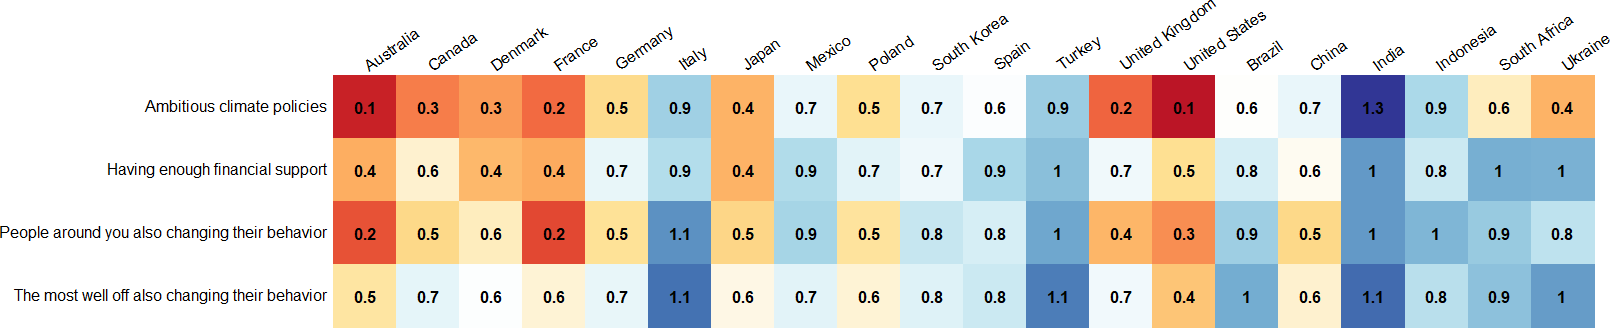 Australia Canada Denmark France Germany Italy Japan Mexico Poland South Korea Spain Turkey United Kingdom United States Brazil China India Indonesia South Africa Ukraine
Ambitious climate policies 0.1 0.3 0.3 0.2 0.5 0.9 0.4 0.7 0.5 0.7 0.6 0.9 0.2 0.1 0.6 0.7 1.3 0.9 0.6 0.4
Having enough financial support 0.4 0.6 0.4 0.4 0.7 0.9 0.4 0.9 0.7 0.7 0.9 1 0.7 0.5 0.8 0.6 1 0.8 1 1
People around you also changing their behavior 0.2 0.5 0.6 0.2 0.5 1.1 0.5 0.9 0.5 0.8 0.8 1 0.4 0.3 0.9 0.5 1 1 0.9 0.8
The most well off also changing their behavior 0.5 0.7 0.6 0.6 0.7 1.1 0.6 0.7 0.6 0.8 0.8 1.1 0.7 0.4 1 0.6 1.1 0.8 0.9 1